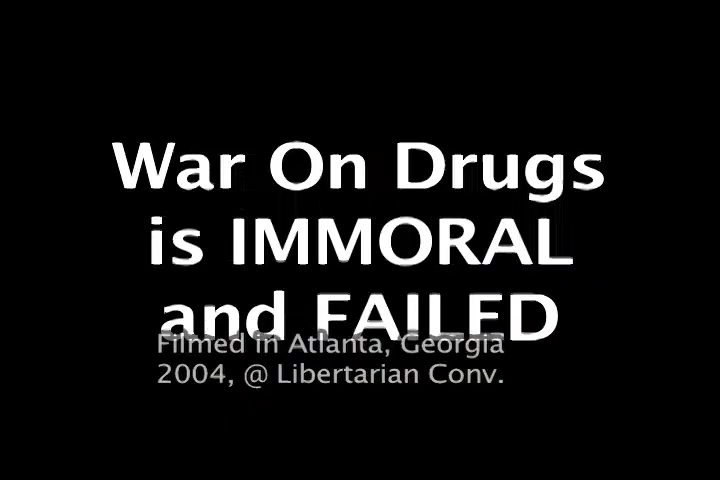 War On Drugs
is IMMORAL
and FAILED
Filmed in Atlanta, Georgia
2004, @ Libertarian Conv.